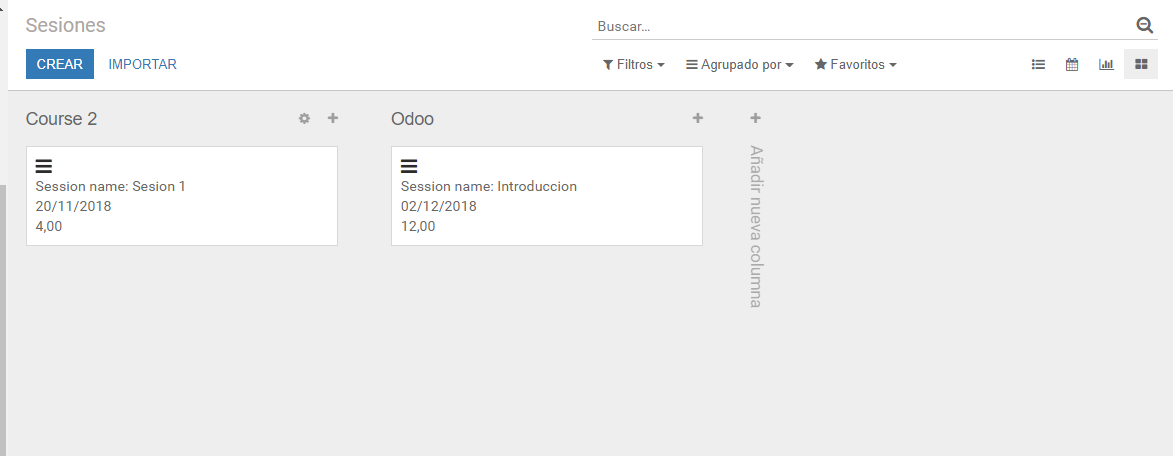 Sesiones
Buscar...
CREAR IMPORTAR
Filtros Agrupado por Favoritos
Course 2
Session name: Sesion 1
20/11/2018
4,00
Odoo
Session name: Introduccion
02/12/2018
12,00
Añadir nueva columna